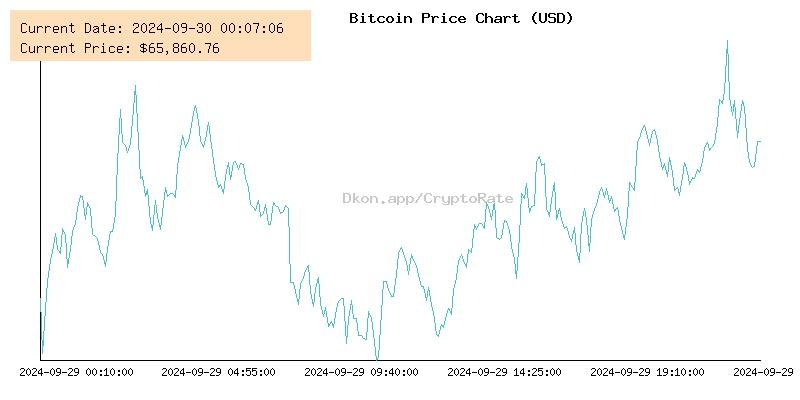 Bitcoin Price Chart (USD)
Current Date: 2024-09-30 00:07:06
Current Price: $65,860.76
Dkon.app/CryptoRate
2024-09-29 00:10:00 2024-09-29 04:55:00 2024-09-29 09:40:00 2024-09-29 14:25:00 2024-09-29 19:10:00 2024-09-29